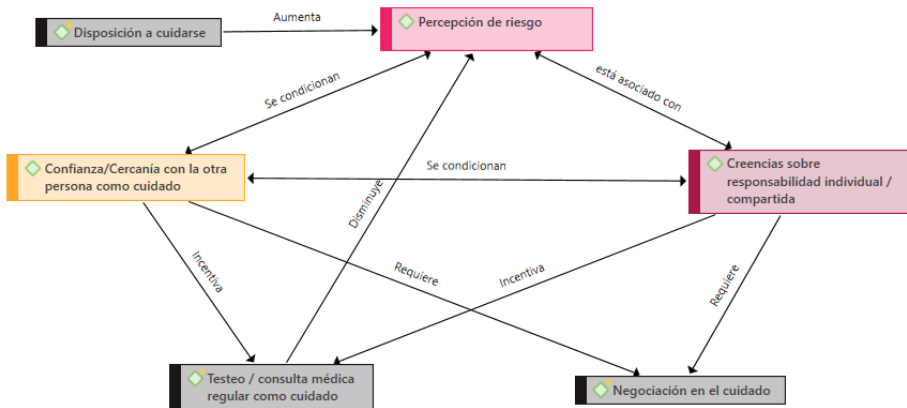 Aumenta
Disposición a cuidarse
Percepción de riesgo
Se condicionan
está asociado con
Confianza/Cercanía con la otra
persona como cuidado
Se condicionan
Creencias sobre
responsabilidad individual /
compartida
Disminuye
Incentiva
Requiere
Incentiva
Requiere
Testeo / consulta médica
regular como cuidado
Negociación en el cuidado